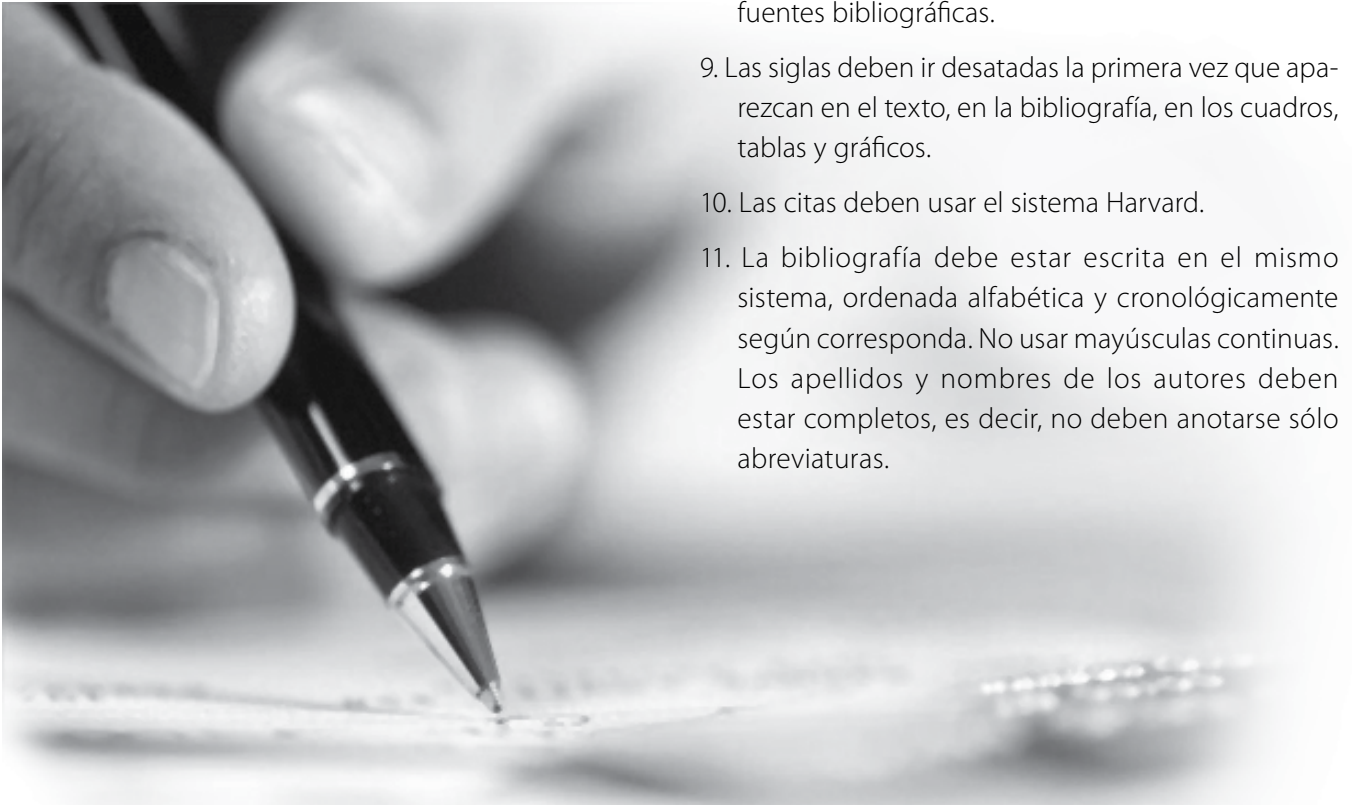 fuentes bibliográficas.
9. Las siglas deben ir desatadas la primera vez que apa-
rezcan en el texto, en la bibliografía, en los cuadros,
tablas y gráficos.
10. Las citas deben usar el sistema Harvard.
11. La bibliografía debe estar escrita en el mismo
sistema, ordenada alfabética y cronológicamente
según corresponda. No usar mayúsculas continuas.
Los apellidos y nombres de los autores deben
estar completos, es decir, no deben anotarse sólo
abreviaturas.